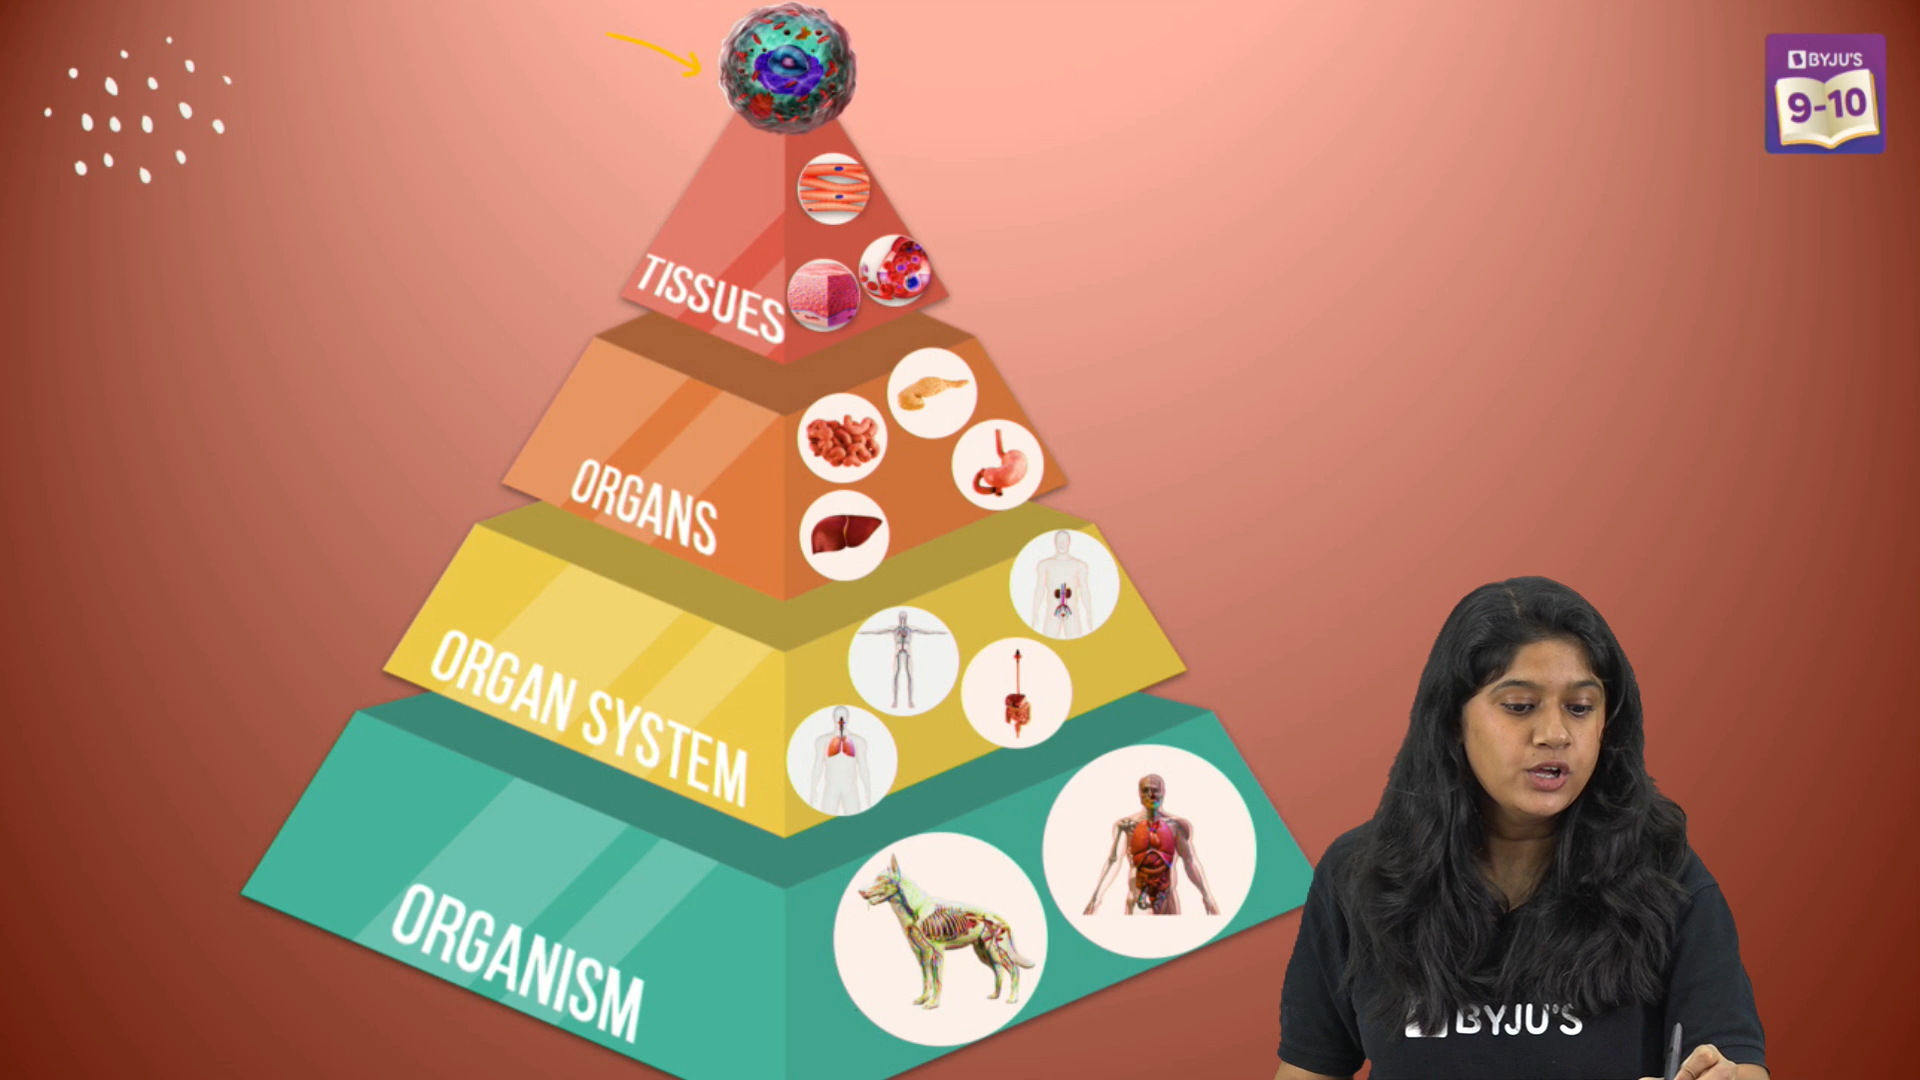 BYJU'S
9-10
TISSUES
ORGANS
ORGAN SYSTEM
ORGANISM
BYJU'S